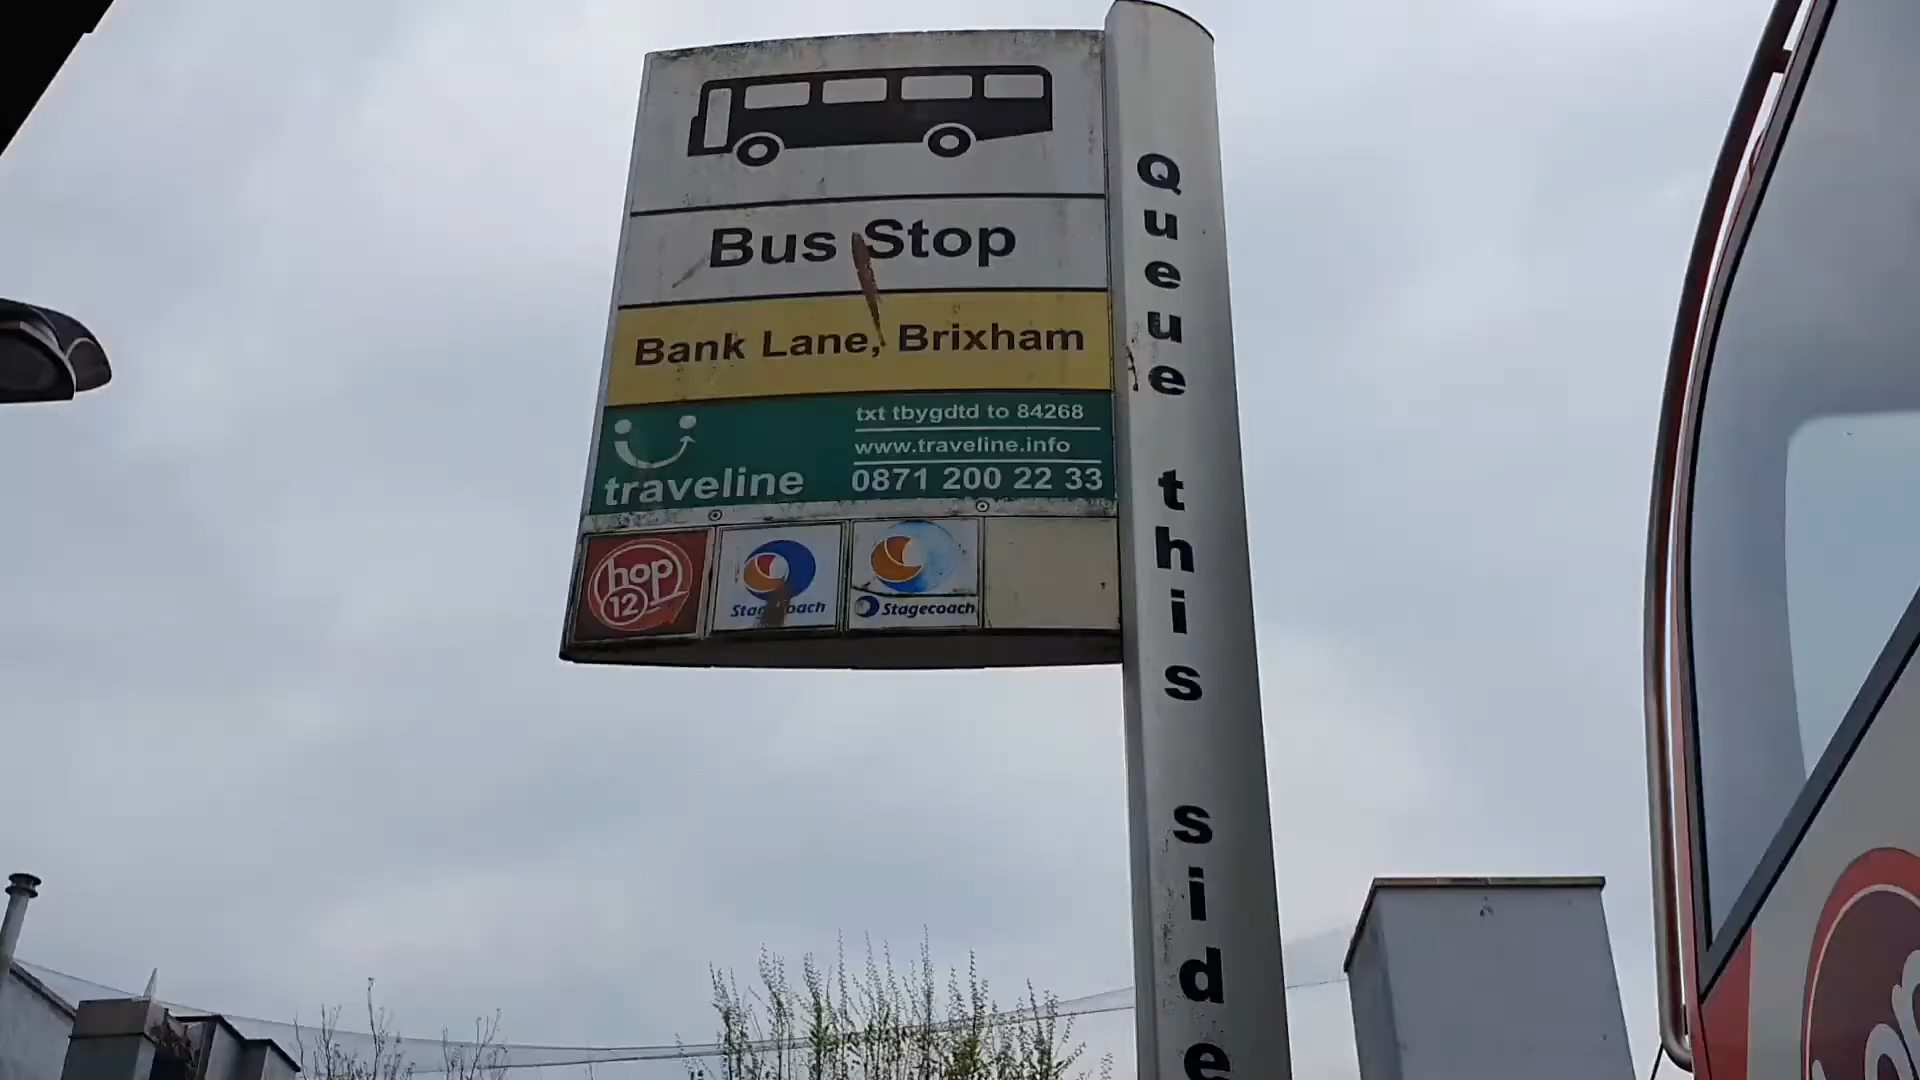 Bus Stop
Bank Lane, Brixham
txt tbygdtd to 84268
www.traveline.info
traveline
0871 200 22 33
hop
12
Stagecoach
Stagecoach
Queue this side